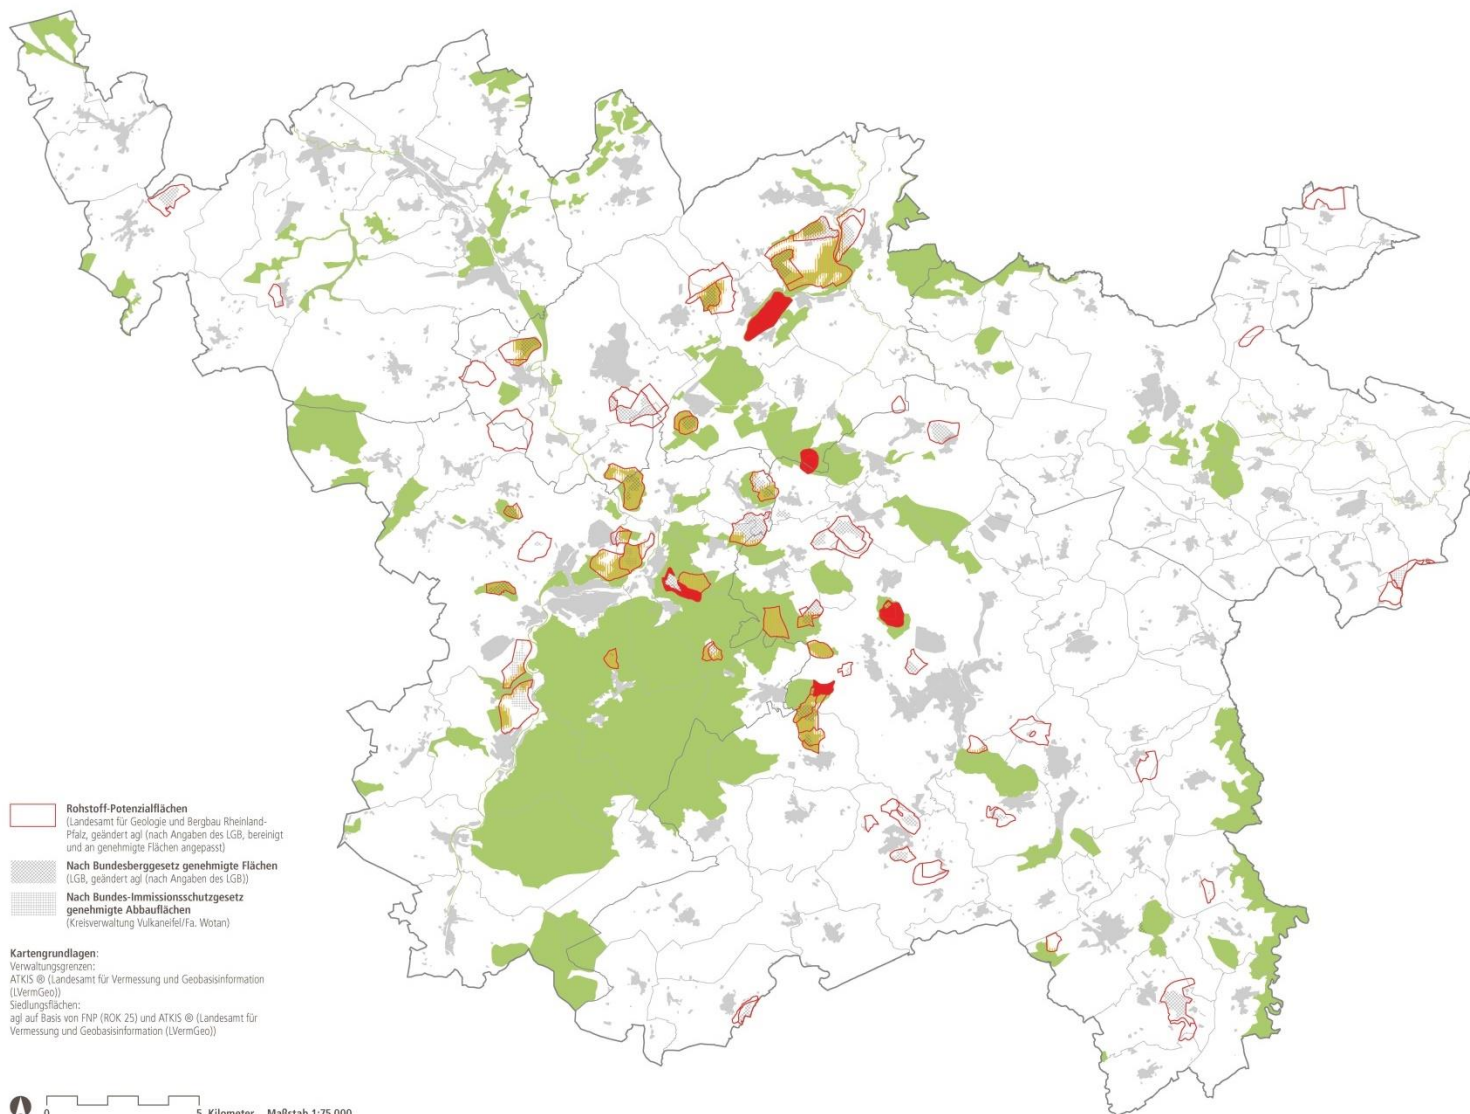 Rohstoff-Potenzialflächen
(Landesamt für Geologie und Bergbau Rheinland-
Pfalz, geändert agl (nach Angaben des LGB, bereinigt
und an genehmigte Flächen angepasst)
Nach Bundesberggesetz genehmigte Flächen
(LGB, geändert agl (nach Angaben des LGB))
Nach Bundes-Immissionsschutzgesetz
genehmigte Abbauflächen
(Kreisverwaltung Vulkaneifel/Fa. Wotan)
Kartengrundlagen:
Verwaltungsgrenzen:
ATKIS ® (Landesamt für Vermessung und Geobasisinformation
(LVermGeo))
Siedlungsflächen:
agl auf Basis von FNP (ROK 25) und ATKIS ® (Landesamt für
Vermessung und Geobasisinformation (LVermGeo))
0 5 Kilometer Maßstab 1:75.000